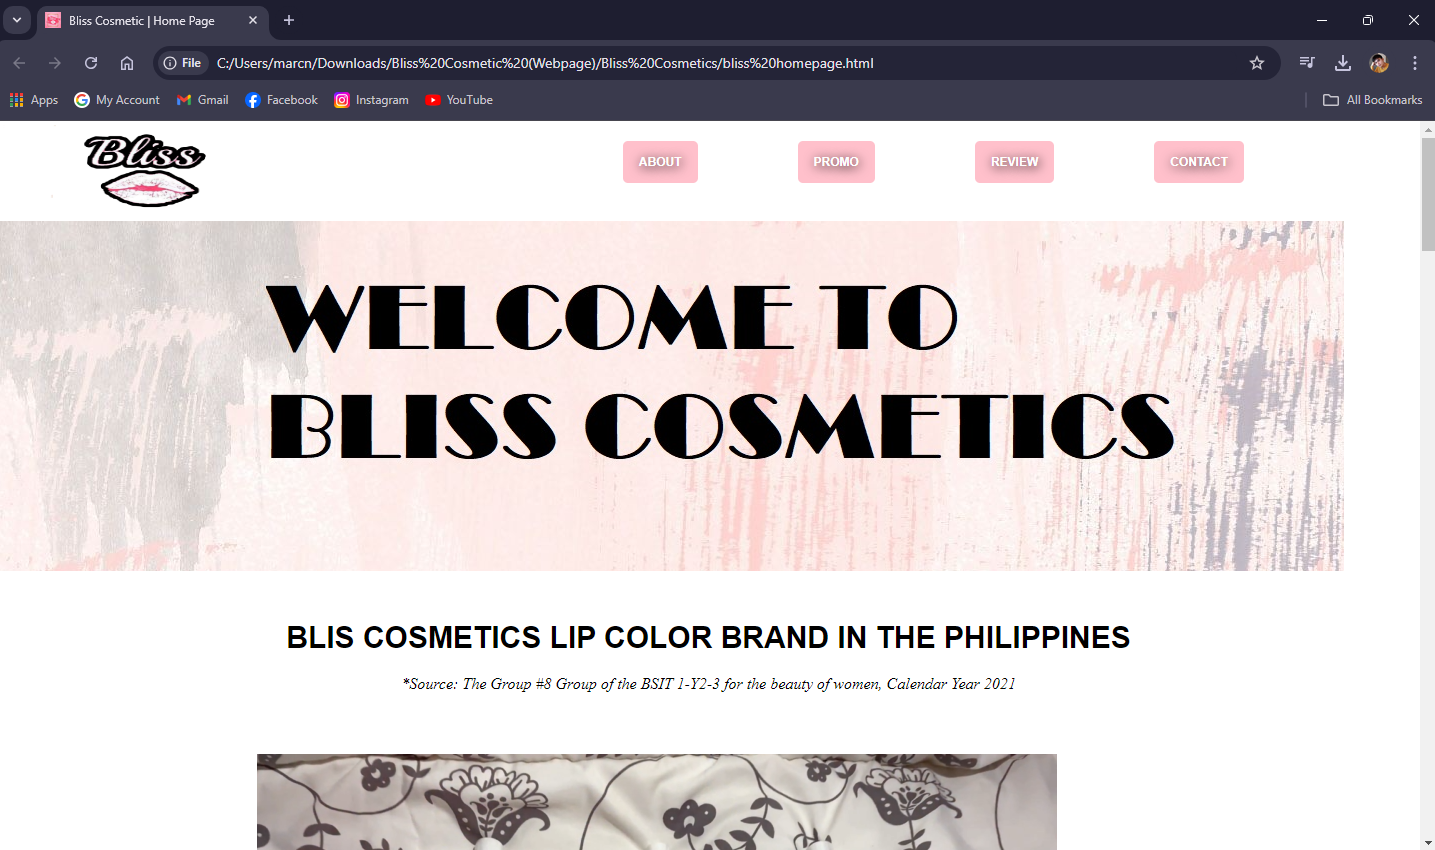 Bliss Cosmetic | Home Page
File C:/Users/marcn/Downloads/Bliss%20Cosmetic%20(Webpage)/Bliss%20Cosmetics/bliss%20homepage.html
Apps My Account Gmail Facebook Instagram YouTube All Bookmarks
Bliss ABOUT PROMO REVIEW CONTACT
WELCOME TO
BLISS COSMETICS
BLIS COSMETICS LIP COLOR BRAND IN THE PHILIPPINES
*Source: The Group #8 Group of the BSIT 1-Y2-3 for the beauty of women, Calendar Year 2021